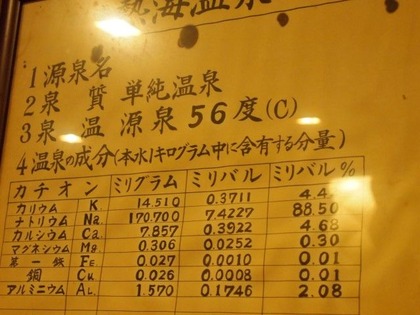 熱海温泉
1源泉名
2泉 質 単純温泉
3泉 温 源泉56度(C)
4温泉の成分(本水1キログラム中に含有する分量)
カチオン ミリグラム ミリバル ミリバル%
カリウム K. 14.510 0.3711 4.4
ナトリウム Na. 170.700 7.4227 88.50
カルシウム Ca. 7.857 0.3922 4.68
マグネシウム Mg. 0.306 0.0252 0.30
第一鉄 Fe. 0.027 0.0010 0.01
銅 Cu. 0.026 0.0008 0.01
アルミニウム Al. 1.570 0.1746 2.08